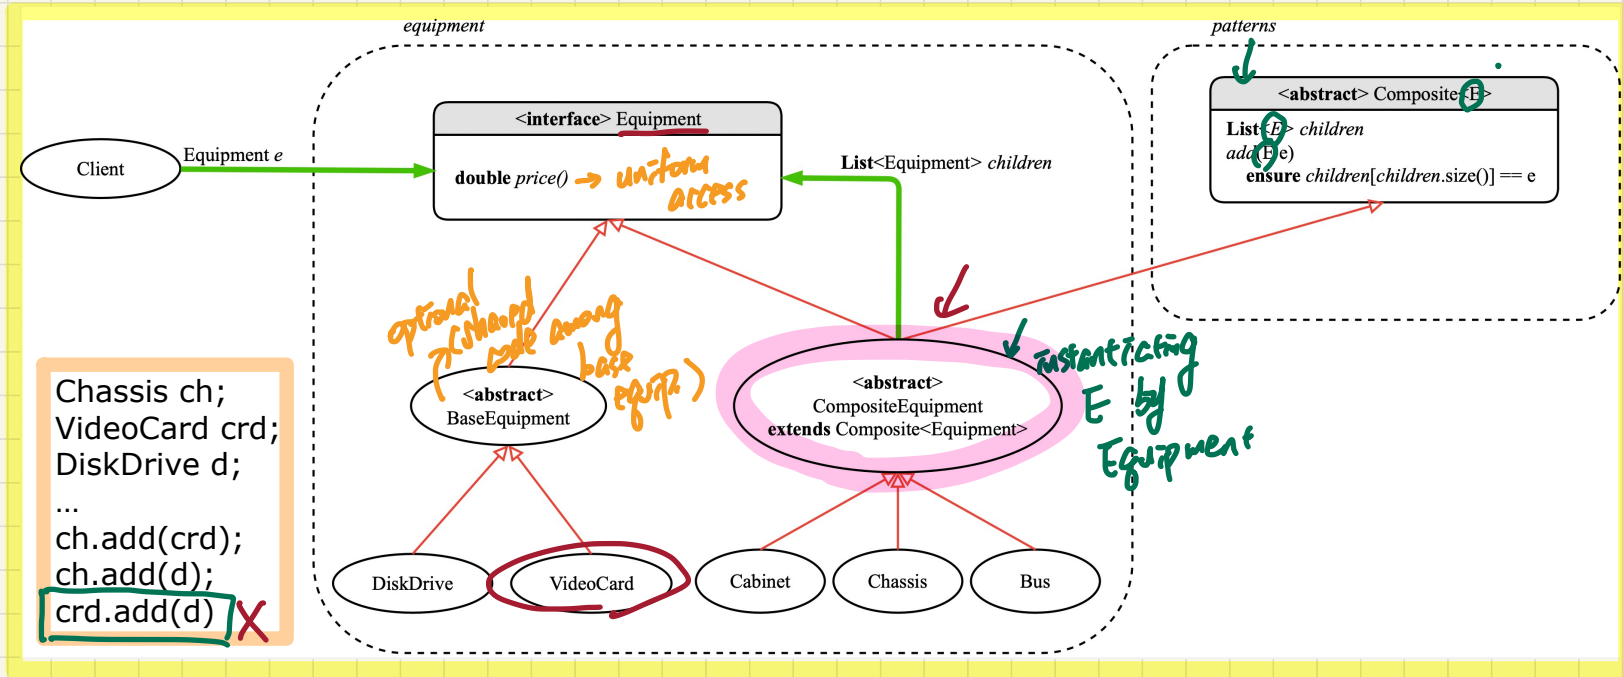 equipment
patterns
<interface> Equipment
double price()
→ uniform
access
Client
Equipment e
List<Equipment> children
<abstract> Composite<E>
List<E> children
add(E e)
ensure children[children.size()] == e
optional
(shared
code among
base
equip.)
<abstract>
BaseEquipment
<abstract>
CompositeEquipment
extends Composite<Equipment>
instantiating
E by
Equipment
DiskDrive
VideoCard
Cabinet
Chassis
Bus
Chassis ch;
VideoCard crd;
DiskDrive d;
...
ch.add(crd);
ch.add(d);
crd.add(d) X